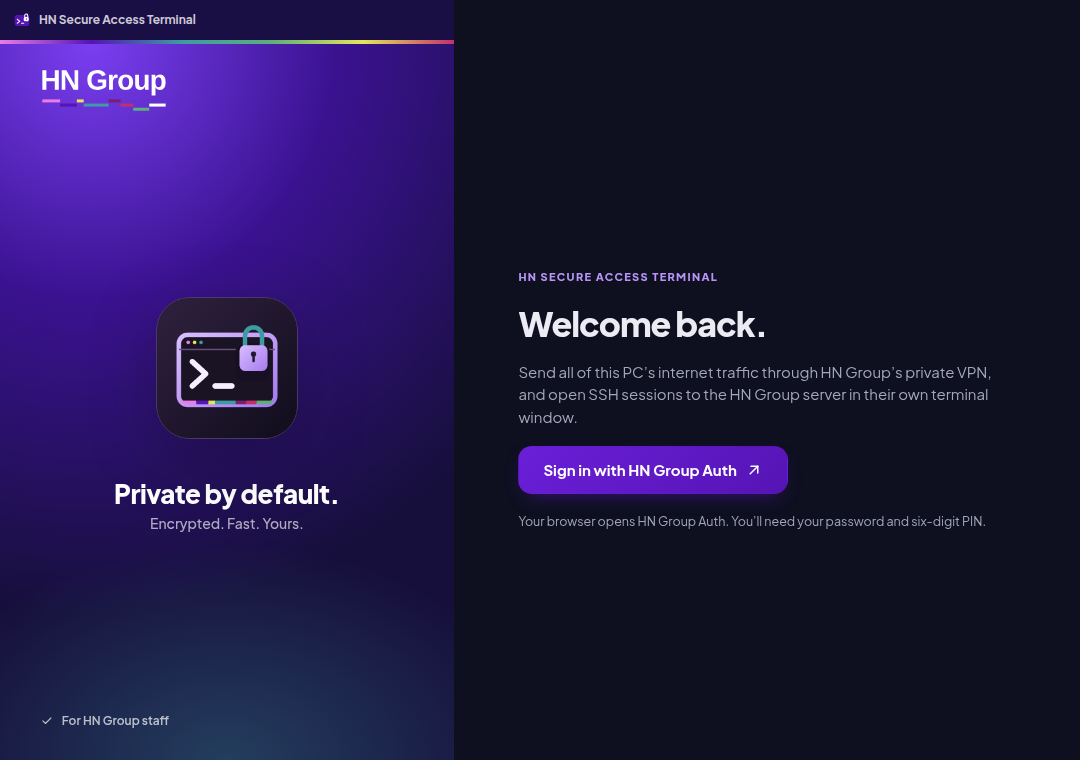 HN Secure Access Terminal
HN Group
Private by default.
Encrypted. Fast. Yours.
For HN Group staff
HN SECURE ACCESS TERMINAL
Welcome back.
Send all of this PC's internet traffic through HN Group's private VPN,
and open SSH sessions to the HN Group server in their own terminal
window.
Sign in with HN Group Auth
Your browser opens HN Group Auth. You'll need your password and six-digit PIN.